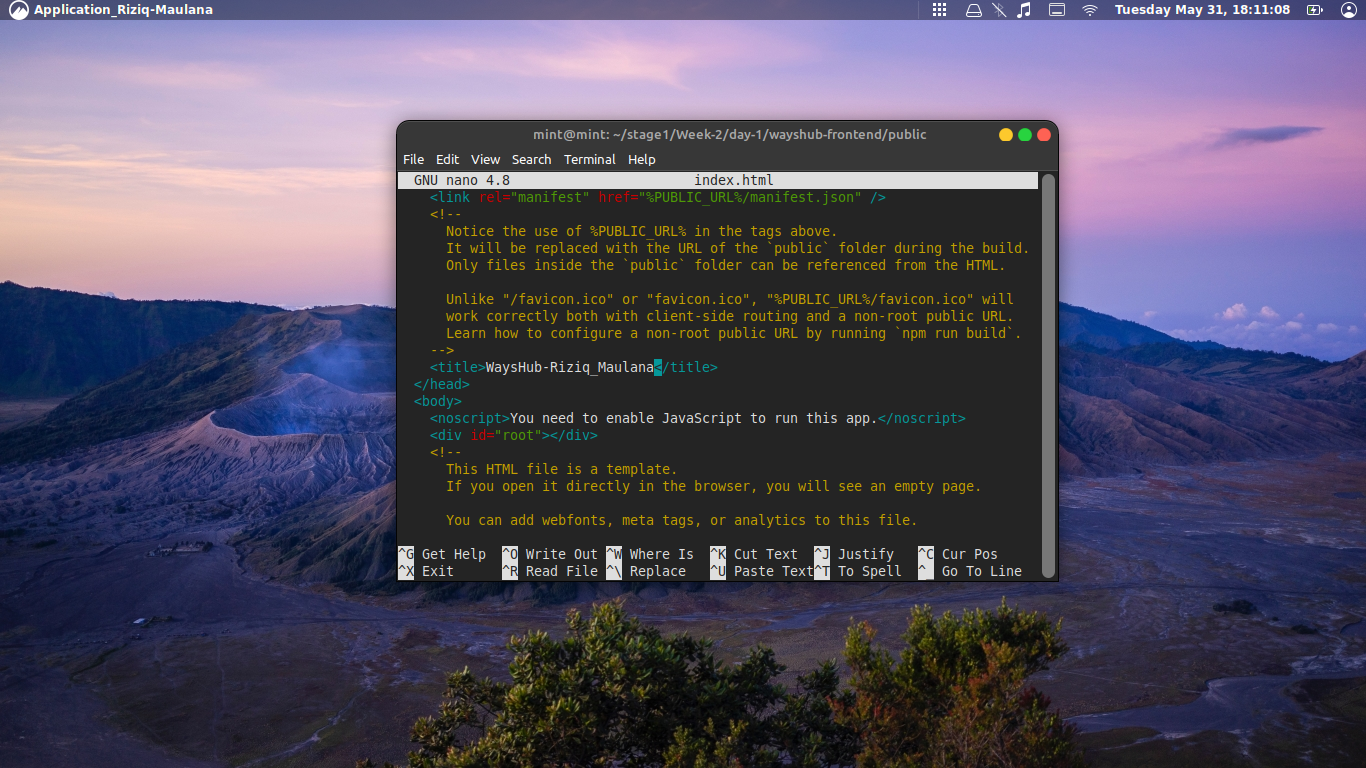 Application_Riziq-Maulana
Tuesday May 31, 18:11:08
mint@mint: ~/stage1/Week-2/day-1/wayshub-frontend/public
File Edit View Search Terminal Help
GNU nano 4.8 index.html
<link rel="manifest" href="%PUBLIC_URL%/manifest.json" />
<!--
Notice the use of %PUBLIC_URL% in the tags above.
It will be replaced with the URL of the `public` folder during the build.
Only files inside the `public` folder can be referenced from the HTML.
Unlike "/favicon.ico" or "favicon.ico", "%PUBLIC_URL%/favicon.ico" will
work correctly both with client-side routing and a non-root public URL.
Learn how to configure a non-root public URL by running `npm run build`.
-->
<title>WaysHub-Riziq_Maulana</title>
</head>
<body>
<noscript>You need to enable JavaScript to run this app.</noscript>
<div id="root"></div>
<!--
This HTML file is a template.
If you open it directly in the browser, you will see an empty page.
You can add webfonts, meta tags, or analytics to this file.
^G Get Help ^O Write Out ^W Where Is ^K Cut Text ^J Justify ^C Cur Pos
^X Exit ^R Read File ^\ Replace ^U Paste Text ^T To Spell ^_ Go To Line